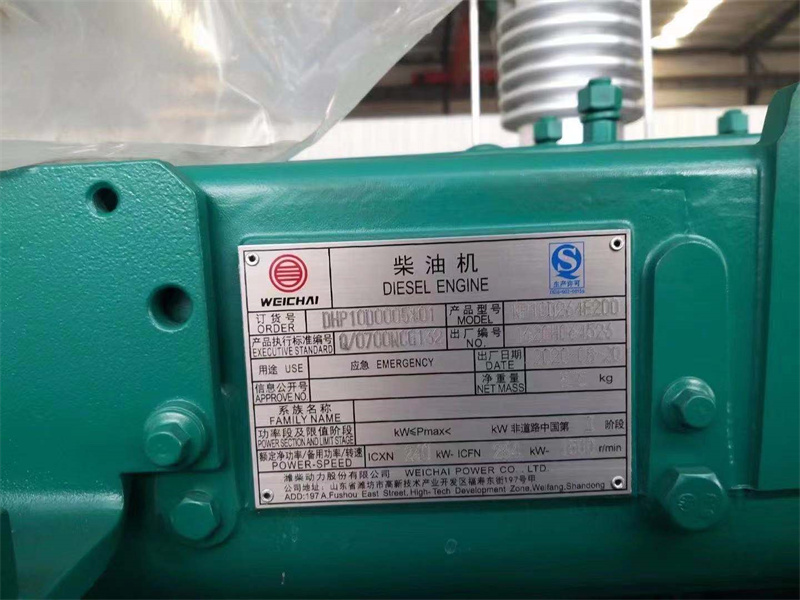 WEICHAI
柴油机
DIESEL ENGINE
生产许可
订货号
ORDER
产品型号
MODEL
产品执行标准编号
EXECUTIVE STANDARD
出厂编号
NO.
用途 USE 应急 EMERGENCY
出厂日期
DATE
信息公开号
APPROVE NO.
净重量
NET MASS kg
系族名称
FAMILY NAME
功率段及限值阶段
POWER SECTION AND LIMIT STAGE
kW≤Pmax< kW 非道路中国第 阶段
额定净功率/备用功率/转速
POWER-SPEED
ICXN kW- ICFN kW- r/min
潍柴动力股份有限公司 WEICHAI POWER CO., LTD.
公司地址：山东省潍坊市高新技术产业开发区福寿东街197号甲
ADD:197 A,Fushou East Street, High-Tech Development Zone, Weifang, Shandong